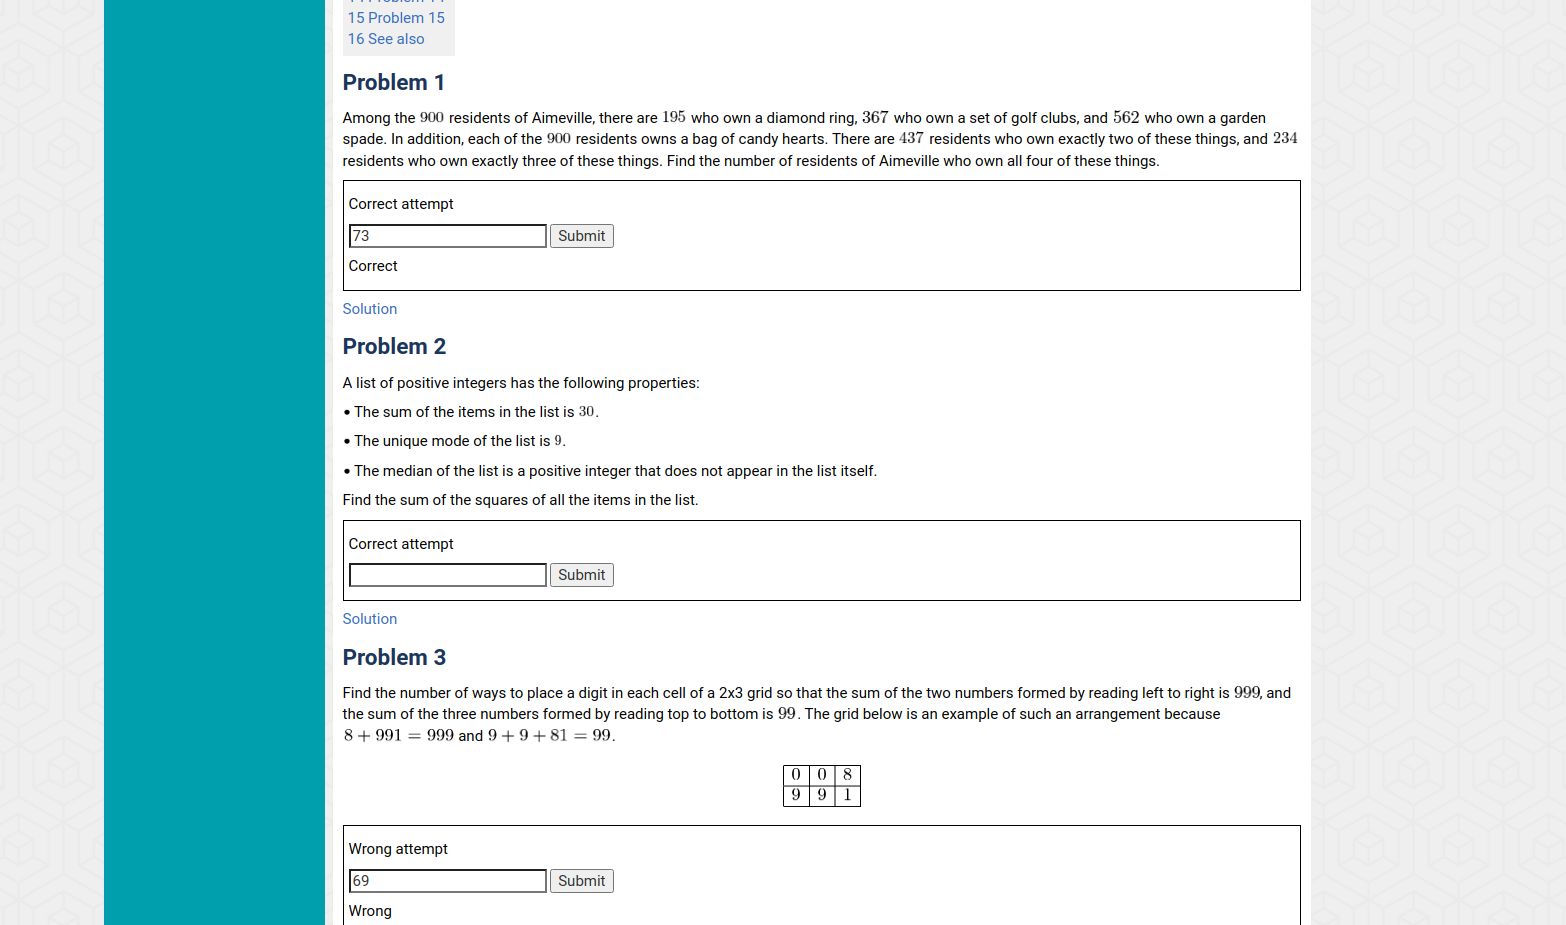 15 Problem 15
16 See also
Problem 1
Among the 900 residents of Aimeville, there are 195 who own a diamond ring, 367 who own a set of golf clubs, and 562 who own a garden
spade. In addition, each of the 900 residents owns a bag of candy hearts. There are 437 residents who own exactly two of these things, and 234
residents who own exactly three of these things. Find the number of residents of Aimeville who own all four of these things.
Correct attempt
73 Submit
Correct
Solution
Problem 2
A list of positive integers has the following properties:
• The sum of the items in the list is 30.
• The unique mode of the list is 9.
• The median of the list is a positive integer that does not appear in the list itself.
Find the sum of the squares of all the items in the list.
Correct attempt
Submit
Solution
Problem 3
Find the number of ways to place a digit in each cell of a 2x3 grid so that the sum of the two numbers formed by reading left to right is 999, and
the sum of the three numbers formed by reading top to bottom is 99. The grid below is an example of such an arrangement because
8 + 991 = 999 and 9 + 9 + 81 = 99.
0 0 8
9 9 1
Wrong attempt
69 Submit
Wrong